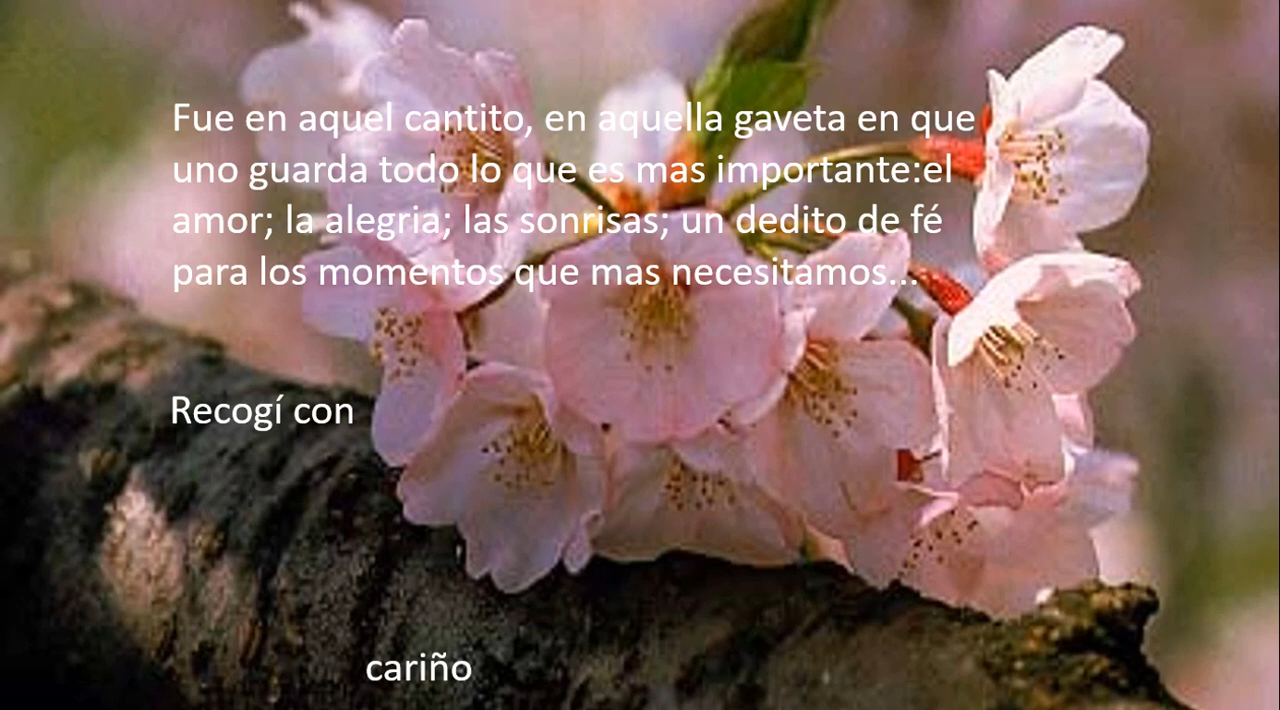 Fue en aquel cantito, en aquella gaveta en que
uno guarda todo lo que es mas importante:el
amor; la alegria; las sonrisas; un dedito de fé
para los momentos que mas necesitamos...
Recogí con
cariño